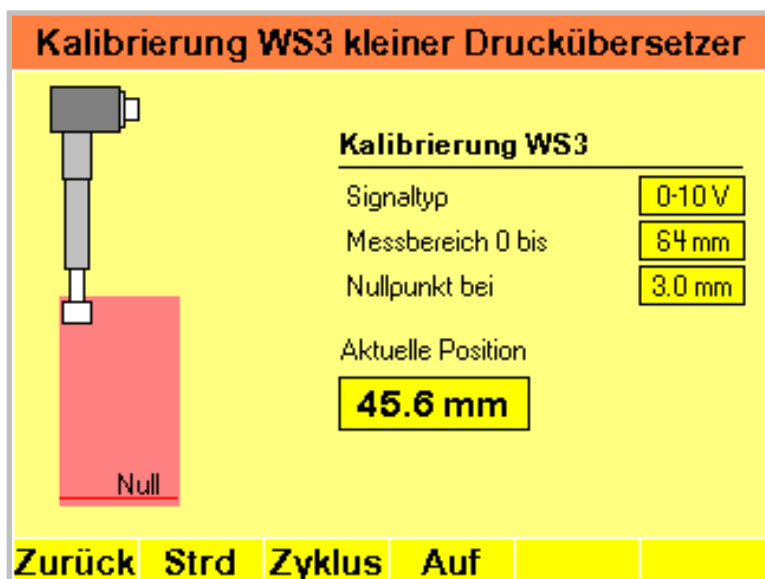 Kalibrierung WS3 kleiner Druckübersetzer
Kalibrierung WS3
Signaltyp 0-10 V
Messbereich 0 bis 64 mm
Nullpunkt bei 3.0 mm
Aktuelle Position
45.6 mm
Null
Zurück Strd Zyklus Auf